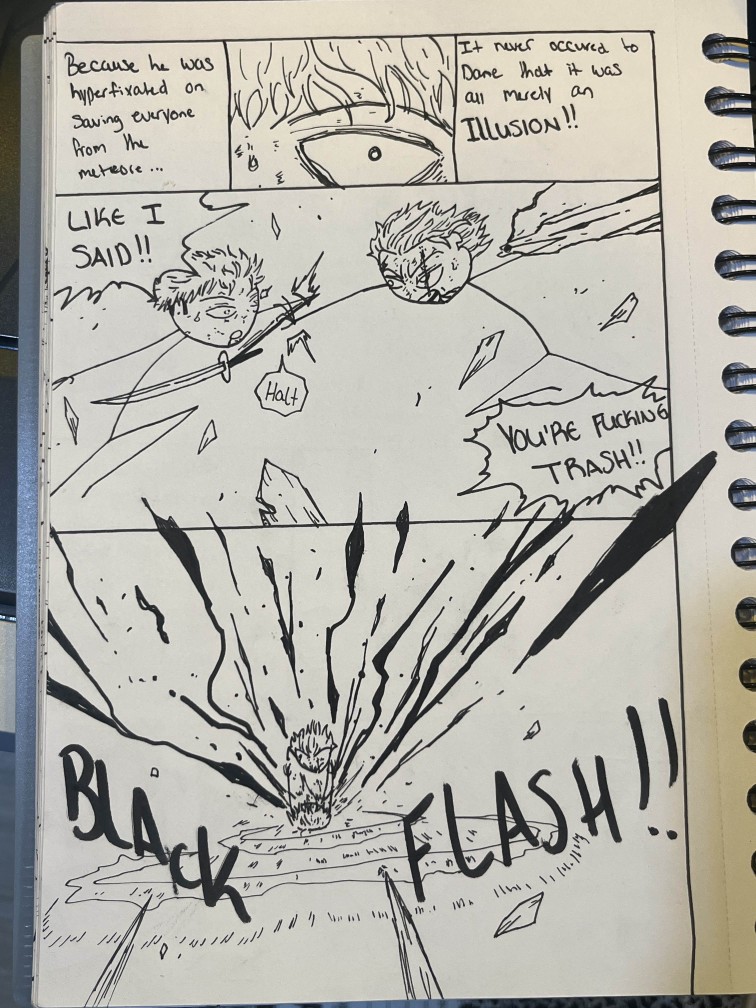 Because he was
hyperfixated on
saving everyone
from the
meteore...
It never occured to
Dame that it was
all merely an
ILLUSION!!
LIKE I
SAID!!
Halt
YOU'RE FUCKING
TRASH!!
BLACK
FLASH!!